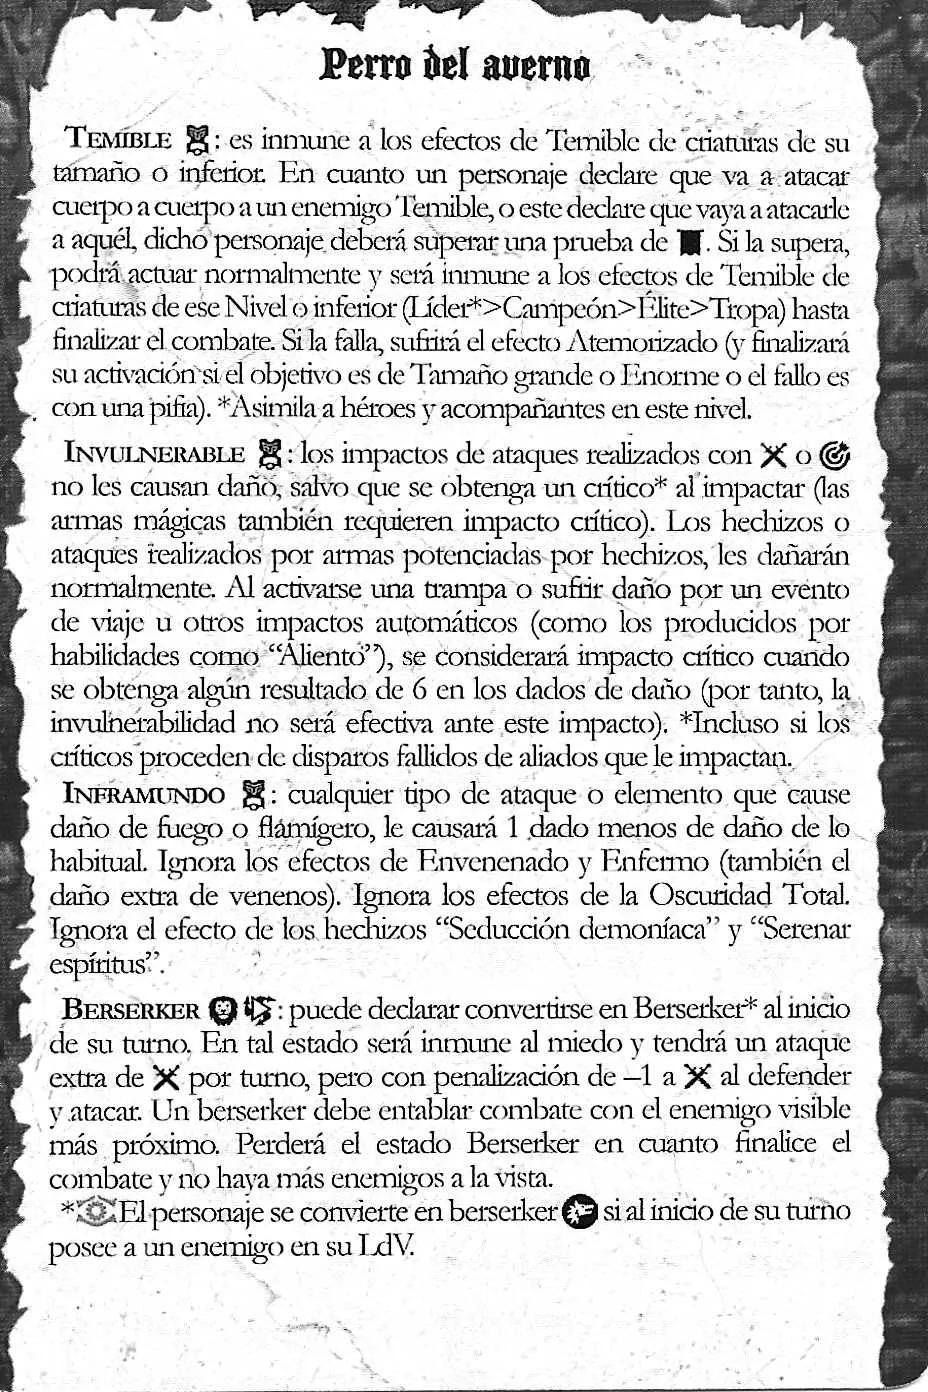 Perro del averno
TEMIBLE : es inmune a los efectos de Temible de criaturas de su
tamaño o inferior. En cuanto un personaje declare que va a atacar
cuerpo a cuerpo a un enemigo Temible, o este declare que vaya a atacarle
a aquél, dicho personaje deberá superar una prueba de . Si la supera,
podrá actuar normalmente y será inmune a los efectos de Temible de
criaturas de ese Nivel o inferior (Líder*>Campeón>Élite>Tropa) hasta
finalizar el combate. Si la falla, sufrirá el efecto Atemorizado (y finalizará
su activación si el objetivo es de Tamaño grande o Enorme o el fallo es
con una pifia). *Asimila a héroes y acompañantes en este nivel.
INVULNERABLE : los impactos de ataques realizados con o
no les causan daño, salvo que se obtenga un crítico* al impactar (las
armas mágicas también requieren impacto crítico). Los hechizos o
ataques realizados por armas potenciadas por hechizos, les dañarán
normalmente. Al activarse una trampa o sufrir daño por un evento
de viaje u otros impactos automáticos (como los producidos por
habilidades como “Aliento”), se considerará impacto crítico cuando
se obtenga algún resultado de 6 en los dados de daño (por tanto, la
invulnerabilidad no será efectiva ante este impacto). *Incluso si los
críticos proceden de disparos fallidos de aliados que le impactan.
INFRAMUNDO : cualquier tipo de ataque o elemento que cause
daño de fuego o flamígero, le causará 1 dado menos de daño de lo
habitual. Ignora los efectos de Envenenado y Enfermo (también el
daño extra de venenos). Ignora los efectos de la Oscuridad Total.
Ignora el efecto de los hechizos “Seducción demoníaca” y “Serenar
espíritus”.
BERSERKER : puede declarar convertirse en Berserker* al inicio
de su turno. En tal estado será inmune al miedo y tendrá un ataque
extra de por turno, pero con penalización de –1 a al defender
y atacar. Un berserker debe entablar combate con el enemigo visible
más próximo. Perderá el estado Berserker en cuanto finalice el
combate y no haya más enemigos a la vista.
* El personaje se convierte en berserker si al inicio de su turno
posee a un enemigo en su LdV.